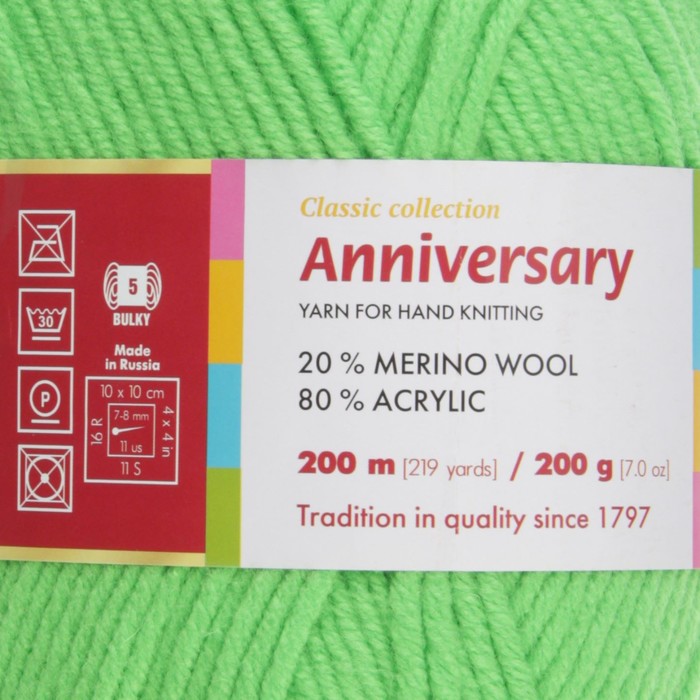 30
P
5
BULKY
Made
in Russia
10 x 10 cm
16 R
7-8 mm
11 us
4 x 4 in
11 S
Classic collection
Anniversary
YARN FOR HAND KNITTING
20 % MERINO WOOL
80 % ACRYLIC
200 m [219 yards] / 200 g [7.0 oz]
Tradition in quality since 1797